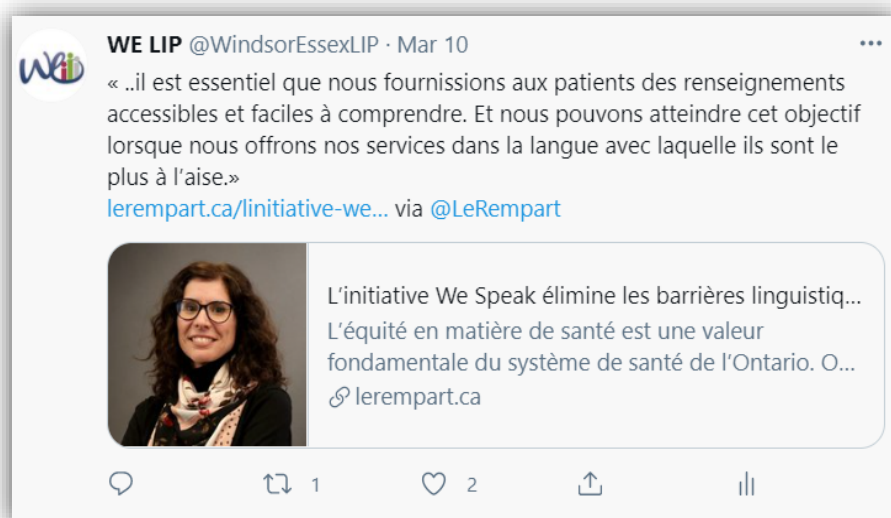 WE LIP @WindsorEssexLIP · Mar 10
« ..il est essentiel que nous fournissions aux patients des renseignements
accessibles et faciles à comprendre. Et nous pouvons atteindre cet objectif
lorsque nous offrons nos services dans la langue avec laquelle ils sont le
plus à l'aise.»
lerempart.ca/linitiative-we... via @LeRempart
L'initiative We Speak élimine les barrières linguistiq...
L'équité en matière de santé est une valeur
fondamentale du système de santé de l'Ontario. O...
lerempart.ca
1 2